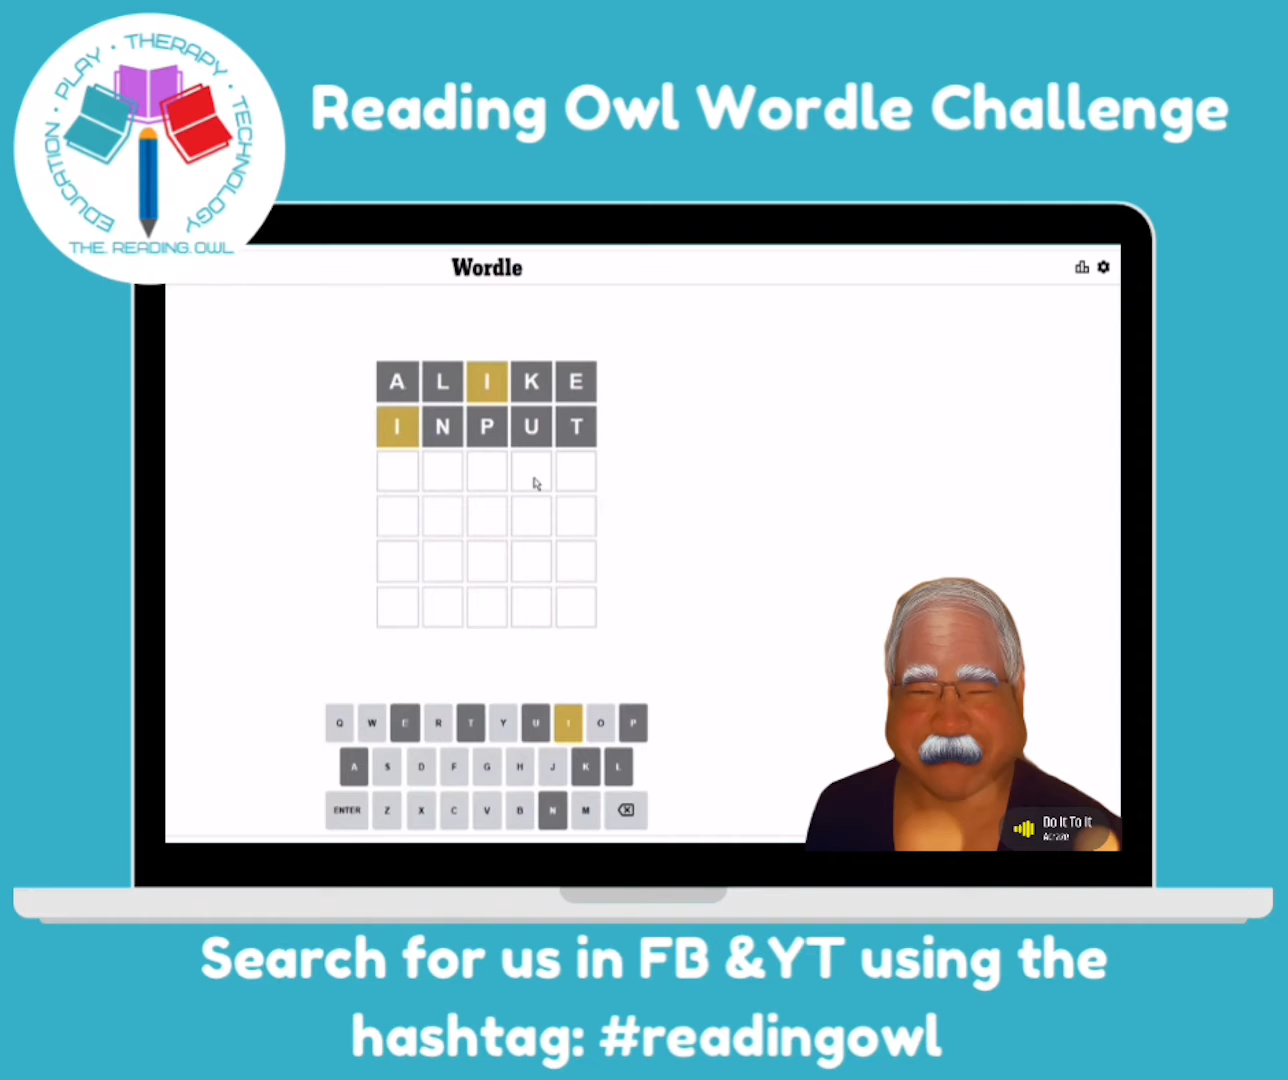 EDUCATION · PLAY · THERAPY · TECHNOLOGY
THE. READING.OWL
Reading Owl Wordle Challenge
Wordle
A L I K E
I N P U T
Q W E R T Y U I O P
A S D F G H J K L
ENTER Z X C V B N M
Do It To It
Acraze
Search for us in FB &YT using the
hashtag: #readingowl